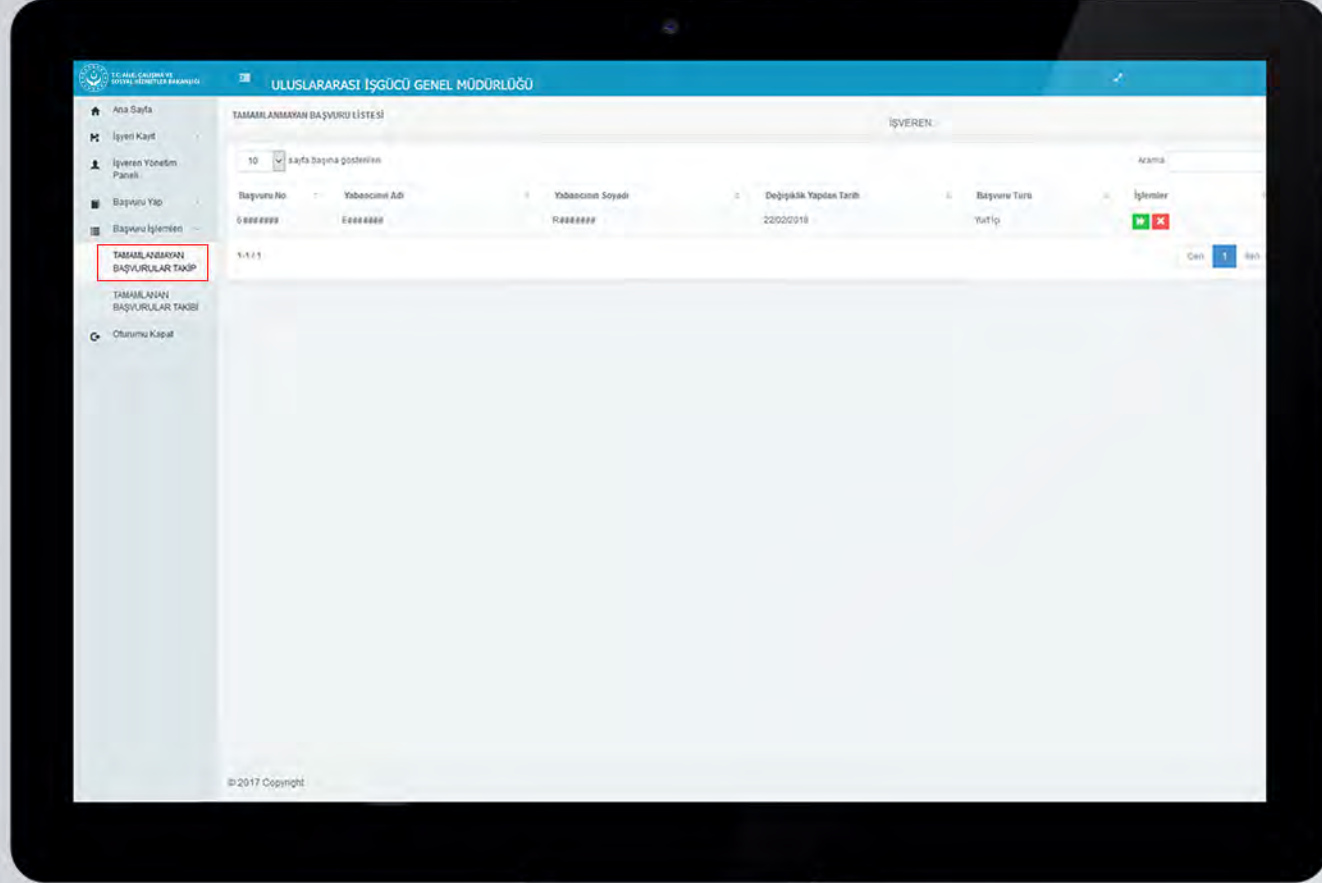 T.C. AİLE, ÇALIŞMA VE
SOSYAL HİZMETLER BAKANLIĞI
ULUSLARARASI İŞGÜCÜ GENEL MÜDÜRLÜĞÜ
Ana Sayfa
İşyeri Kayıt
İşveren Yönetim
Paneli
Başvuru Yap
Başvuru İşlemleri
TAMAMLANMAYAN
BAŞVURULAR TAKİP
TAMAMLANAN
BAŞVURULAR TAKİBİ
Oturumu Kapat
TAMAMLANMAYAN BAŞVURU LİSTESİ
İŞVEREN:
10 sayfa başına gösterilen
Arama
Başvuru No Yabancının Adı Yabancının Soyadı Değişiklik Yapılan Tarih Başvuru Türü İşlemler
6####### E####### R####### 22/02/2018 Yurtiçi
1-1 / 1
Geri 1 İleri
© 2017 Copyright